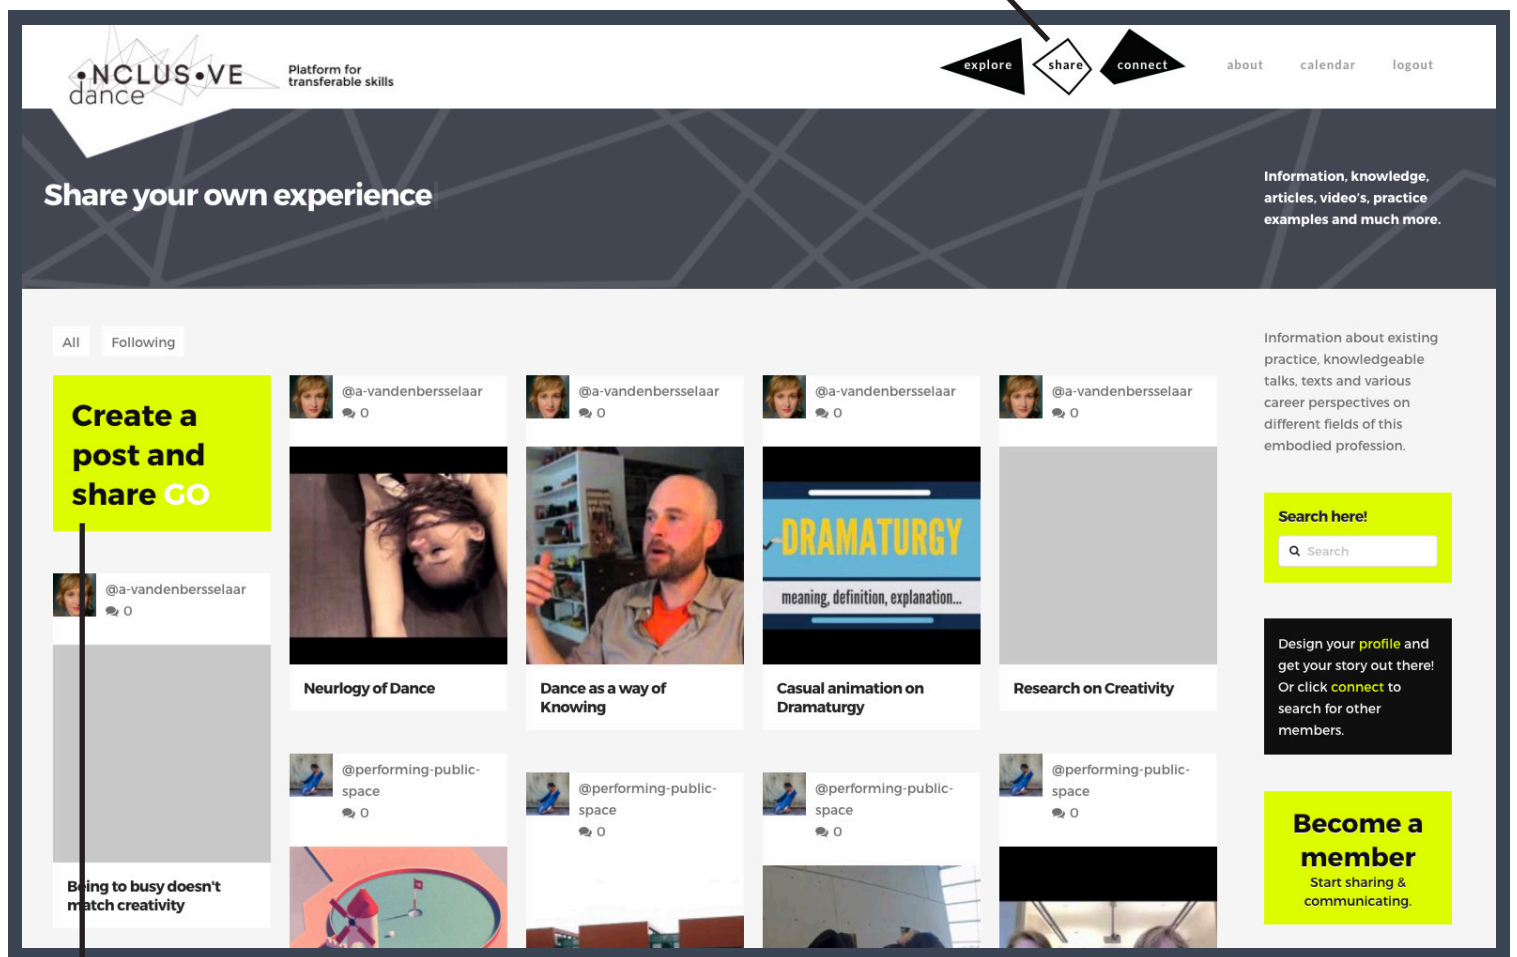 •NCLUS•VE
dance
Platform for
transferable skills
explore
share
connect
about
calendar
logout
Share your own experience
Information, knowledge,
articles, video's, practice
examples and much more.
All
Following
Create a
post and
share GO
@a-vandenbersselaar
0
Being to busy doesn't
match creativity
@a-vandenbersselaar
0
Neurlogy of Dance
@performing-public-
space
0
@a-vandenbersselaar
0
Dance as a way of
Knowing
@performing-public-
space
0
@a-vandenbersselaar
0
DRAMATURGY
meaning, definition, explanation...
Casual animation on
Dramaturgy
@performing-public-
space
0
@a-vandenbersselaar
0
Research on Creativity
@performing-public-
space
0
Information about existing
practice, knowledgeable
talks, texts and various
career perspectives on
different fields of this
embodied profession.
Search here!
Search
Design your profile and
get your story out there!
Or click connect to
search for other
members.
Become a
member
Start sharing &
communicating.